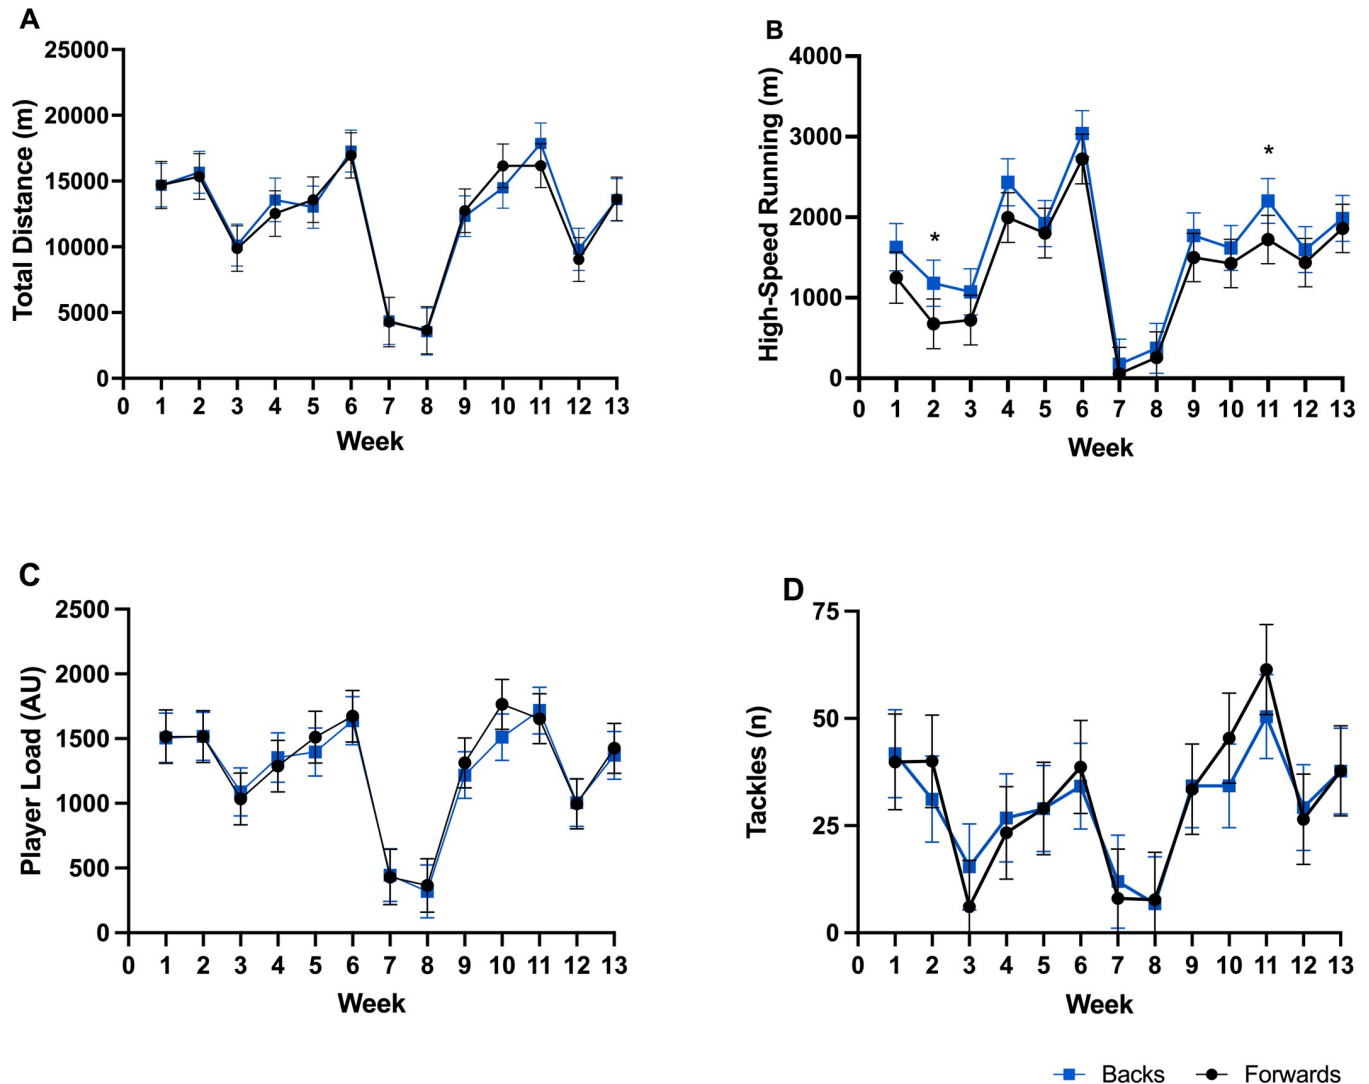 A
Total Distance (m)
25000
20000
15000
10000
5000
0
0 1 2 3 4 5 6 7 8 9 10 11 12 13
Week
B
High-Speed Running (m)
4000
3000
2000
1000
0
* *
0 1 2 3 4 5 6 7 8 9 10 11 12 13
Week
C
Player Load (AU)
2500
2000
1500
1000
500
0
0 1 2 3 4 5 6 7 8 9 10 11 12 13
Week
D
Tackles (n)
75
50
25
0
0 1 2 3 4 5 6 7 8 9 10 11 12 13
Week
Backs Forwards